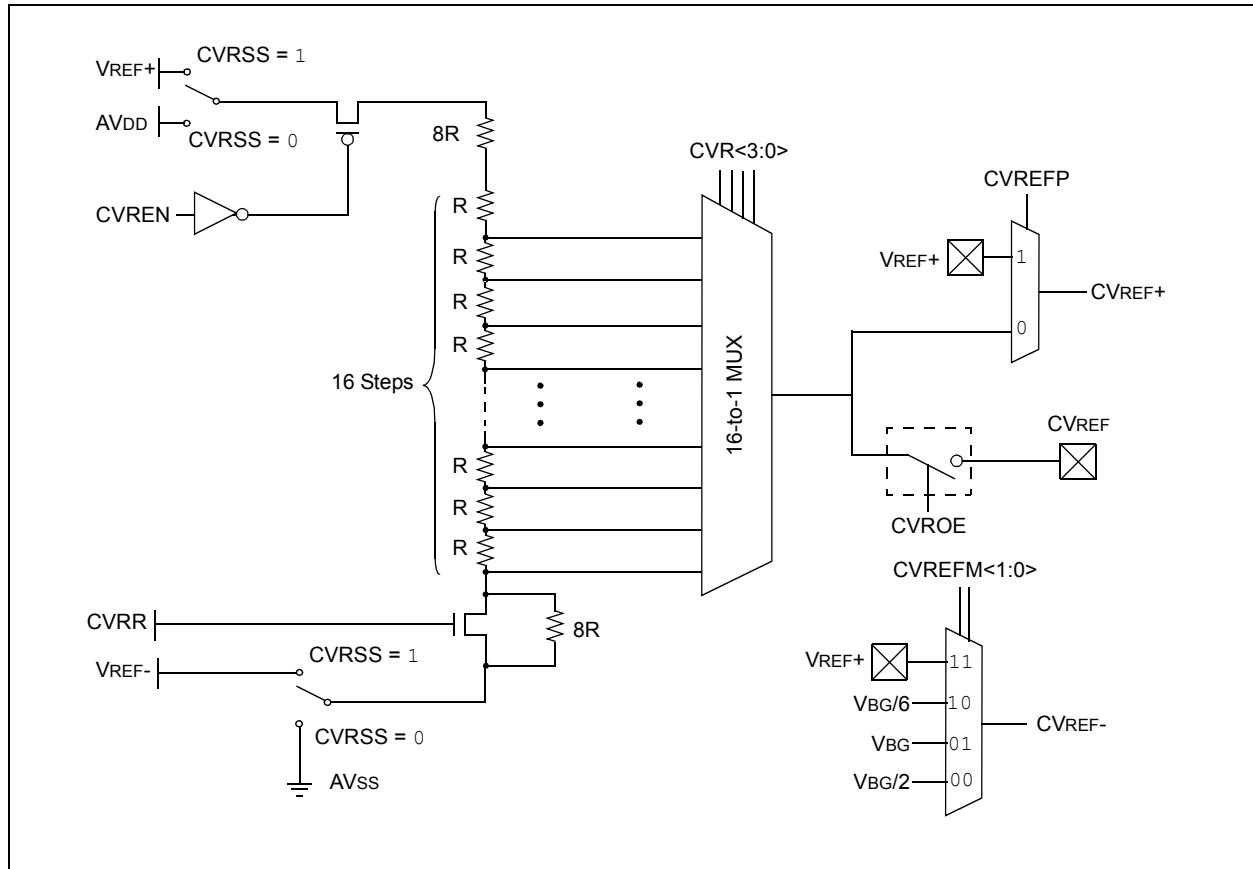 CVRSS = 1
VREF+
AVDD
CVRSS = 0
8R
CVREN
CVR<3:0>
CVREFP
R
R
R
R
VREF+
1
CVREF+
0
16 Steps
16-to-1 MUX
CVREF
R
R
R
CVROE
CVREFM<1:0>
CVRR
8R
CVRSS = 1
VREF-
VREF+
11
VBG/6
10
CVREF-
CVRSS = 0
VBG
01
AVSS
VBG/2
00